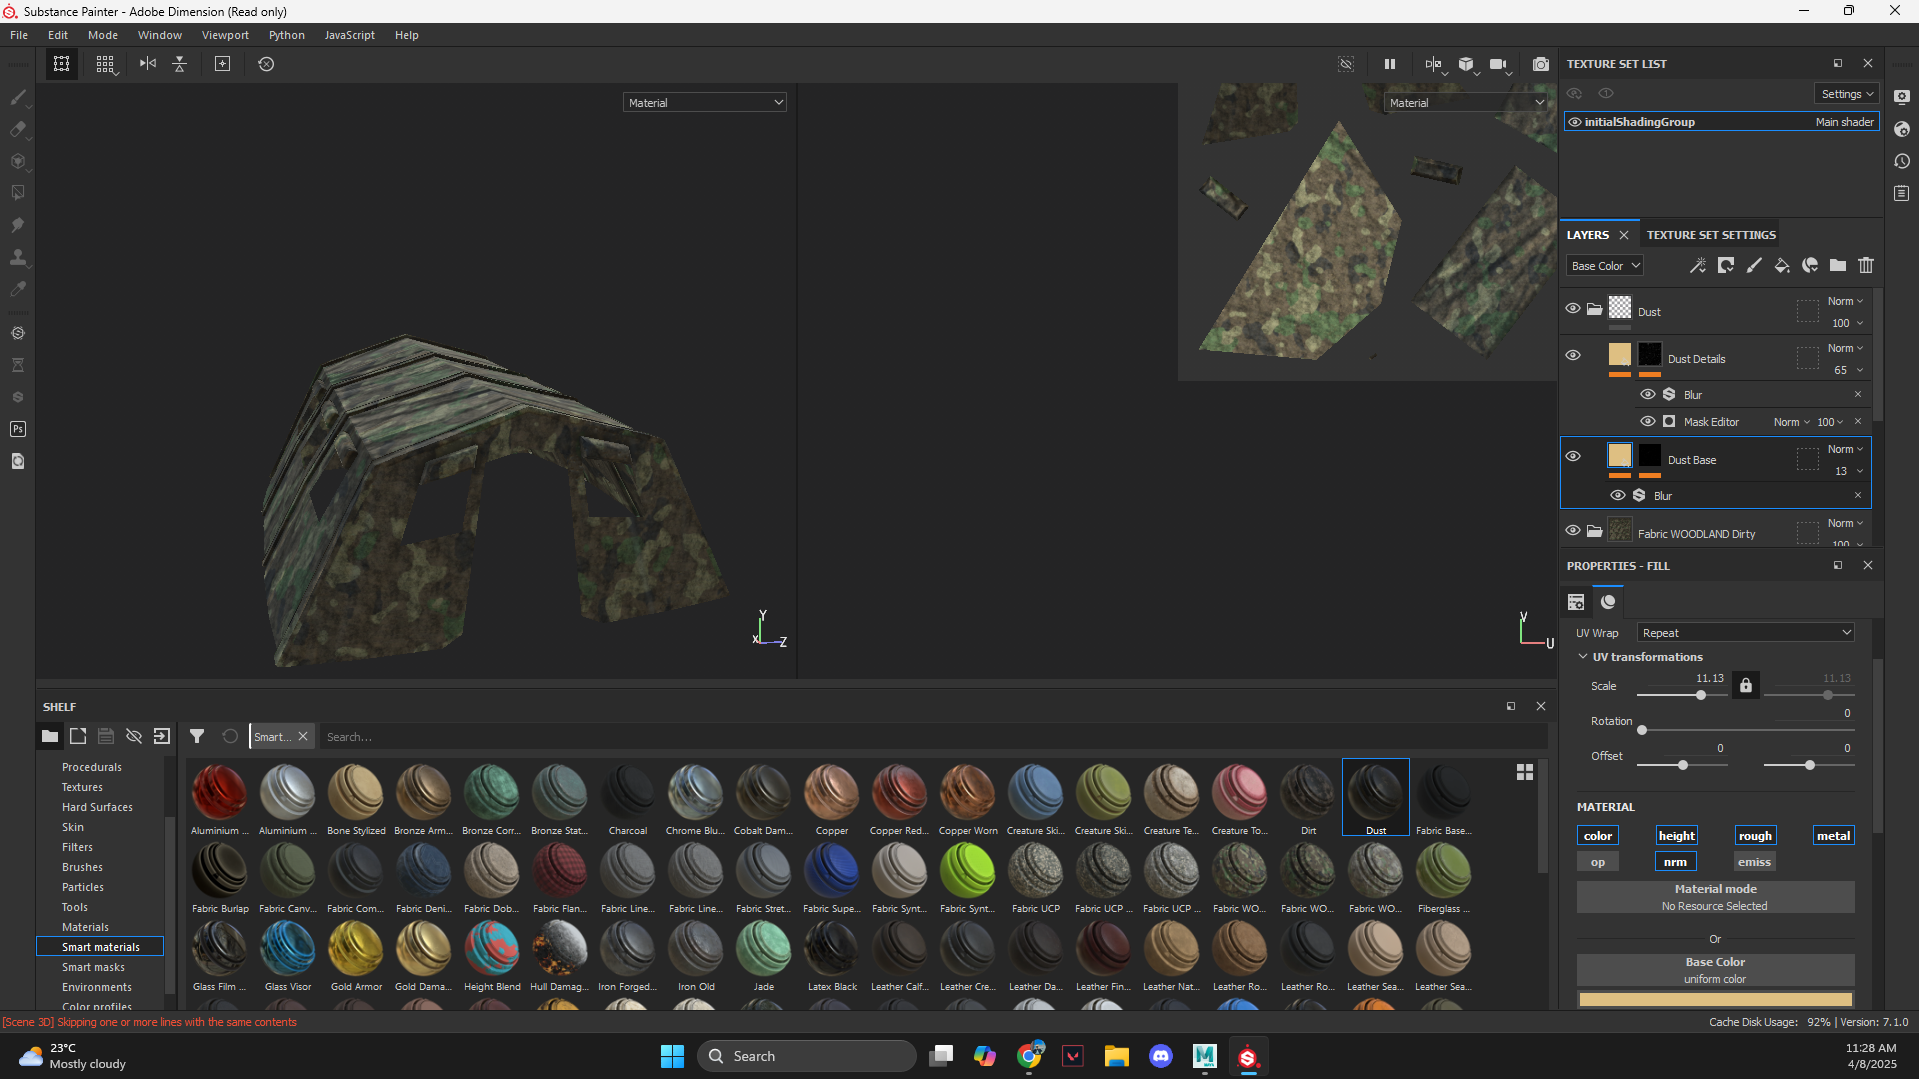 Substance Painter - Adobe Dimension (Read only)
File Edit Mode Window Viewport Python JavaScript Help
Material
Material
TEXTURE SET LIST
Settings
initialShadingGroup Main shader
LAYERS TEXTURE SET SETTINGS
Base Color
Dust Norm 100
Dust Details Norm 65
Blur
Mask Editor Norm 100
Dust Base Norm 13
Blur
Fabric WOODLAND Dirty Norm 100
PROPERTIES - FILL
UV Wrap Repeat
UV transformations
Scale 11.13 11.13
Rotation 0
Offset 0 0
MATERIAL
color height rough metal
op nrm emiss
Material mode
No Resource Selected
Or
Base Color
uniform color
Y
X Z
V
U
Ps
SHELF
Smart... Search...
Procedurals
Textures
Hard Surfaces
Skin
Filters
Brushes
Particles
Tools
Materials
Smart materials
Smart masks
Environments
Color profiles
Aluminium ... Aluminium ... Bone Stylized Bronze Arm... Bronze Corr... Bronze Stat... Charcoal Chrome Blu... Cobalt Dam... Copper Copper Red... Copper Worn Creature Ski... Creature Ski... Creature Te... Creature To... Dirt Dust Fabric Base...
Fabric Burlap Fabric Canv... Fabric Com... Fabric Deni... Fabric Dob... Fabric Flan... Fabric Line... Fabric Line... Fabric Stret... Fabric Supe... Fabric Synt... Fabric Synt... Fabric UCP Fabric UCP ... Fabric UCP ... Fabric WO... Fabric WO... Fabric WO... Fiberglass ...
Glass Film ... Glass Visor Gold Armor Gold Dama... Height Blend Hull Damag... Iron Forged... Iron Old Jade Latex Black Leather Calf... Leather Cre... Leather Da... Leather Fin... Leather Nat... Leather Ro... Leather Ro... Leather Sea... Leather Sea...
[Scene 3D] Skipping one or more lines with the same contents
Cache Disk Usage: 92% | Version: 7.1.0
23°C
Mostly cloudy
Search
11:28 AM
4/8/2025